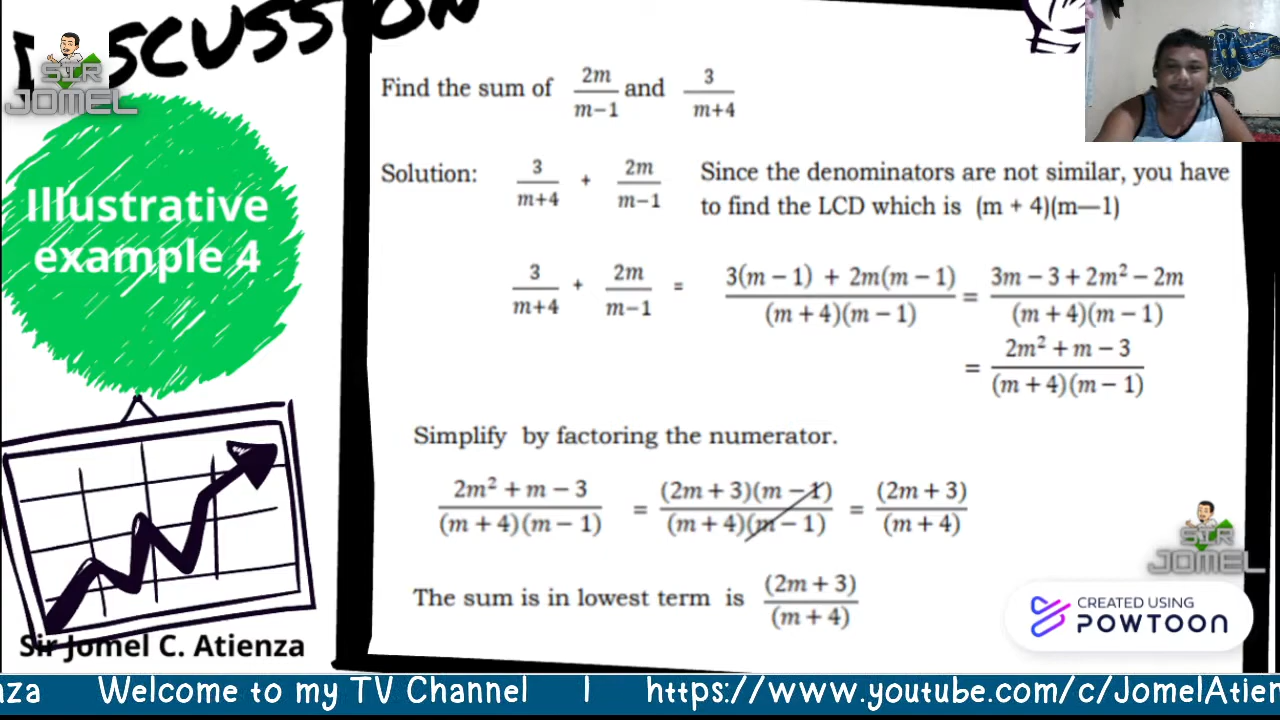 DISCUSSION
SIR
JOMEL
Illustrative
example 4
Find the sum of 2m/m−1 and 3/m+4
Solution: 3/m+4 + 2m/m−1 Since the denominators are not similar, you have
to find the LCD which is (m + 4)(m—1)
3/m+4 + 2m/m−1 = 3(m − 1) + 2m(m − 1)/(m + 4)(m − 1) = 3m − 3 + 2m² − 2m/(m + 4)(m − 1)
= 2m² + m − 3/(m + 4)(m − 1)
Simplify by factoring the numerator.
2m² + m − 3/(m + 4)(m − 1) = (2m + 3)(m − 1)/(m + 4)(m − 1) = (2m + 3)/(m + 4)
The sum is in lowest term is (2m + 3)/(m + 4)
SIR
JOMEL
CREATED USING
POWTOON
Sir Jomel C. Atienza
nza Welcome to my TV Channel | https://www.youtube.com/c/JomelAtien